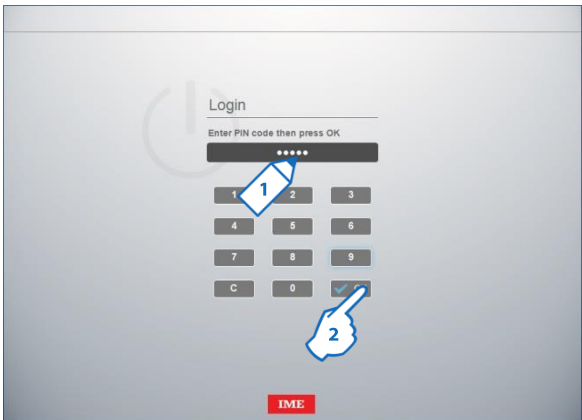 Login
Enter PIN code then press OK
•••••
1
1 2 3
4 5 6
7 8 9
C 0
2
IME